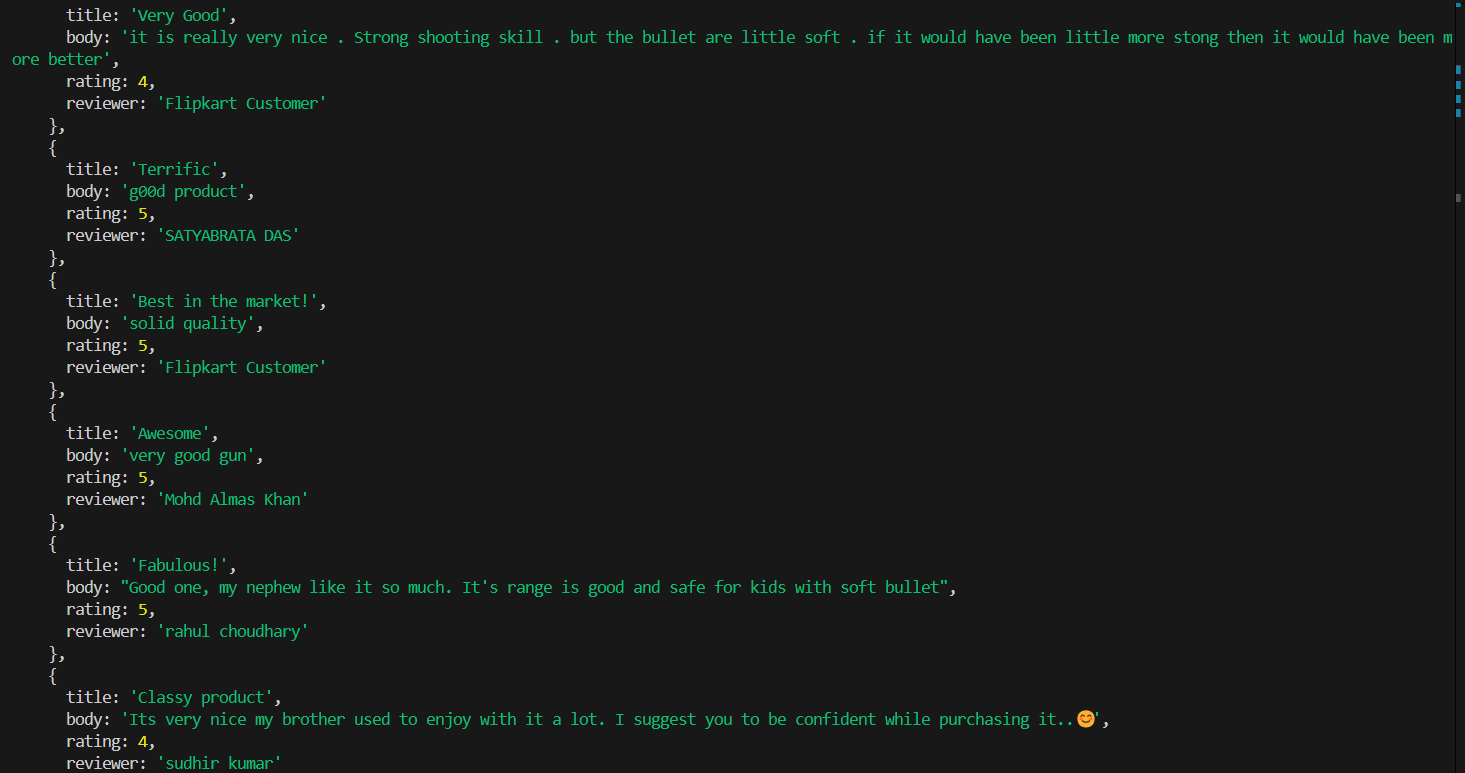 title: 'Very Good',
body: 'it is really very nice . Strong shooting skill . but the bullet are little soft . if it would have been little more stong then it would have been m
ore better',
rating: 4,
reviewer: 'Flipkart Customer'
},
{
title: 'Terrific',
body: 'g00d product',
rating: 5,
reviewer: 'SATYABRATA DAS'
},
{
title: 'Best in the market!',
body: 'solid quality',
rating: 5,
reviewer: 'Flipkart Customer'
},
{
title: 'Awesome',
body: 'very good gun',
rating: 5,
reviewer: 'Mohd Almas Khan'
},
{
title: 'Fabulous!',
body: "Good one, my nephew like it so much. It's range is good and safe for kids with soft bullet",
rating: 5,
reviewer: 'rahul choudhary'
},
{
title: 'Classy product',
body: 'Its very nice my brother used to enjoy with it a lot. I suggest you to be confident while purchasing it..😊',
rating: 4,
reviewer: 'sudhir kumar'